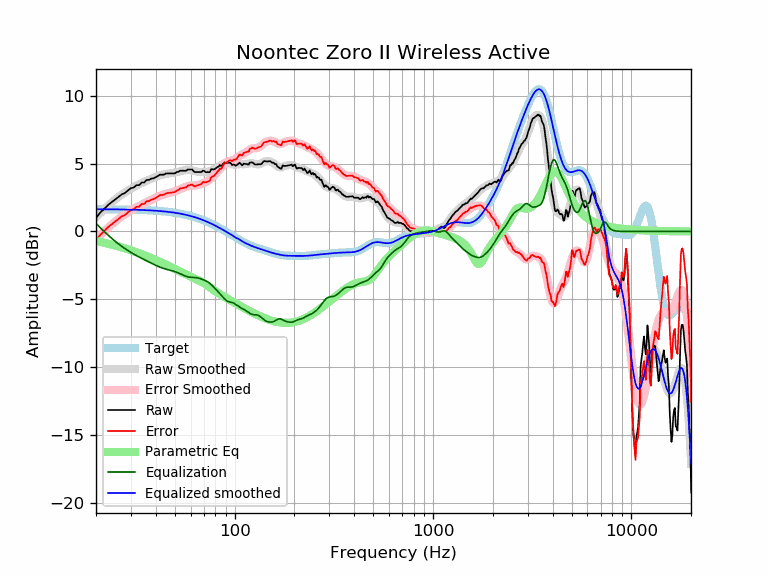 Noontec Zoro II Wireless Active
Amplitude (dBr)
10
5
0
−5
−10
−15
−20
Target
Raw Smoothed
Error Smoothed
Raw
Error
Parametric Eq
Equalization
Equalized smoothed
100
1000
10000
Frequency (Hz)